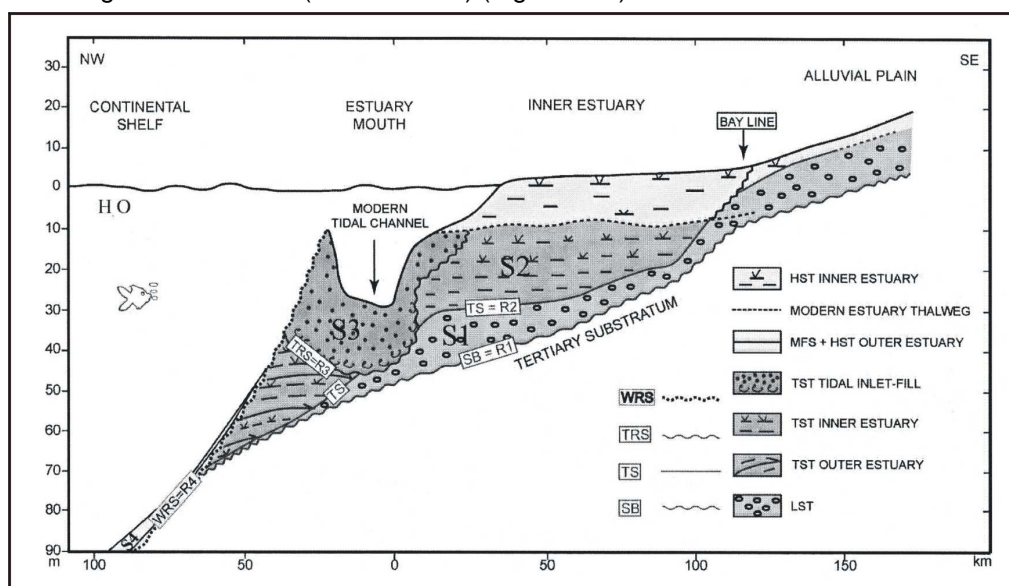 NW
SE
CONTINENTAL
SHELF
ESTUARY
MOUTH
INNER ESTUARY
ALLUVIAL PLAIN
BAY LINE
30
20
10
0
10
20
30
40
50
60
70
80
90
m
H O
MODERN
TIDAL CHANNEL
S3
S2
S1
S4
TS = R2
SB = R1
TERTIARY SUBSTRATUM
TRS=R3
TS
WRS=R4
HST INNER ESTUARY
MODERN ESTUARY THALWEG
MFS + HST OUTER ESTUARY
TST TIDAL INLET-FILL
WRS
TRS
TST INNER ESTUARY
TS
TST OUTER ESTUARY
SB
LST
100 50 0 50 100 150 km